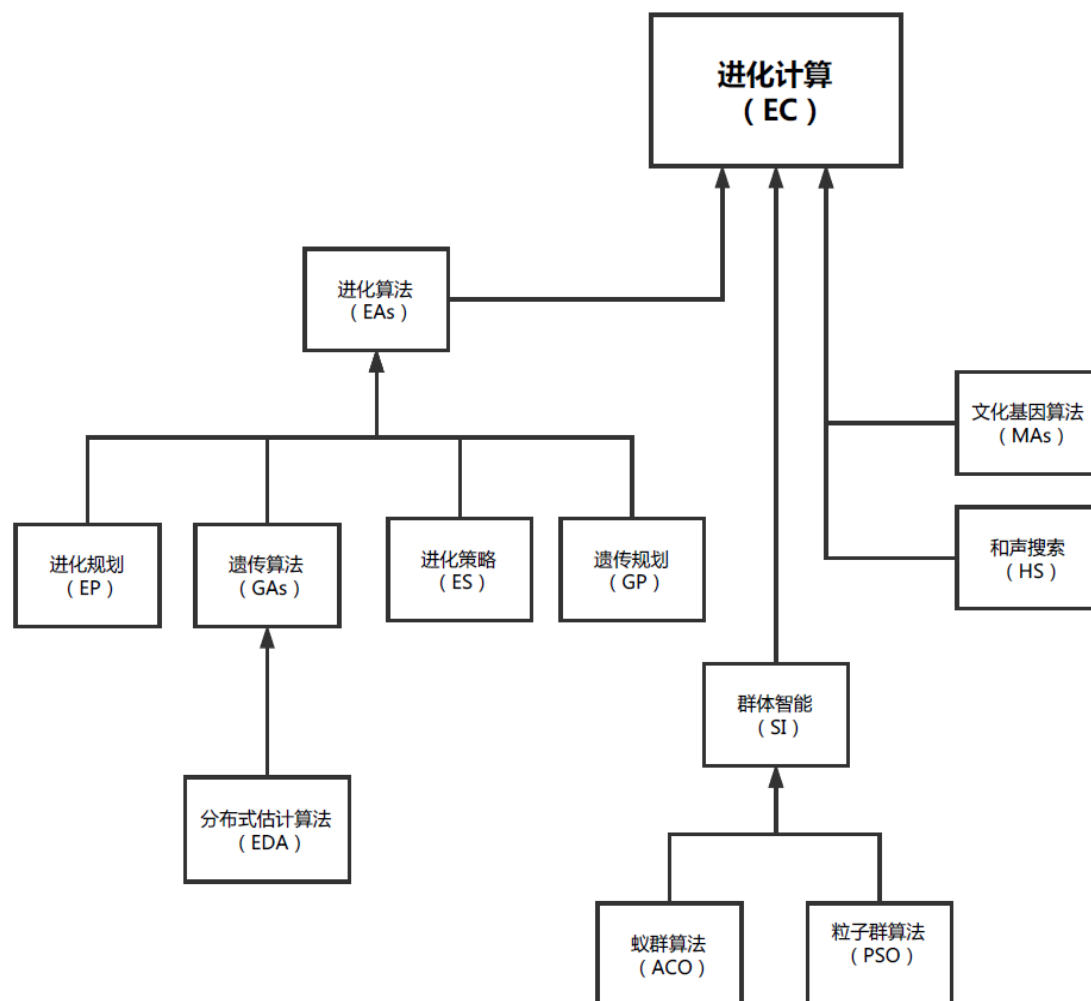 进化计算
（EC）
进化算法
（EAs）
文化基因算法
（MAs）
进化规划
（EP）
遗传算法
（GAs）
进化策略
（ES）
遗传规划
（GP）
和声搜索
（HS）
群体智能
（SI）
分布式估计算法
（EDA）
蚁群算法
（ACO）
粒子群算法
（PSO）